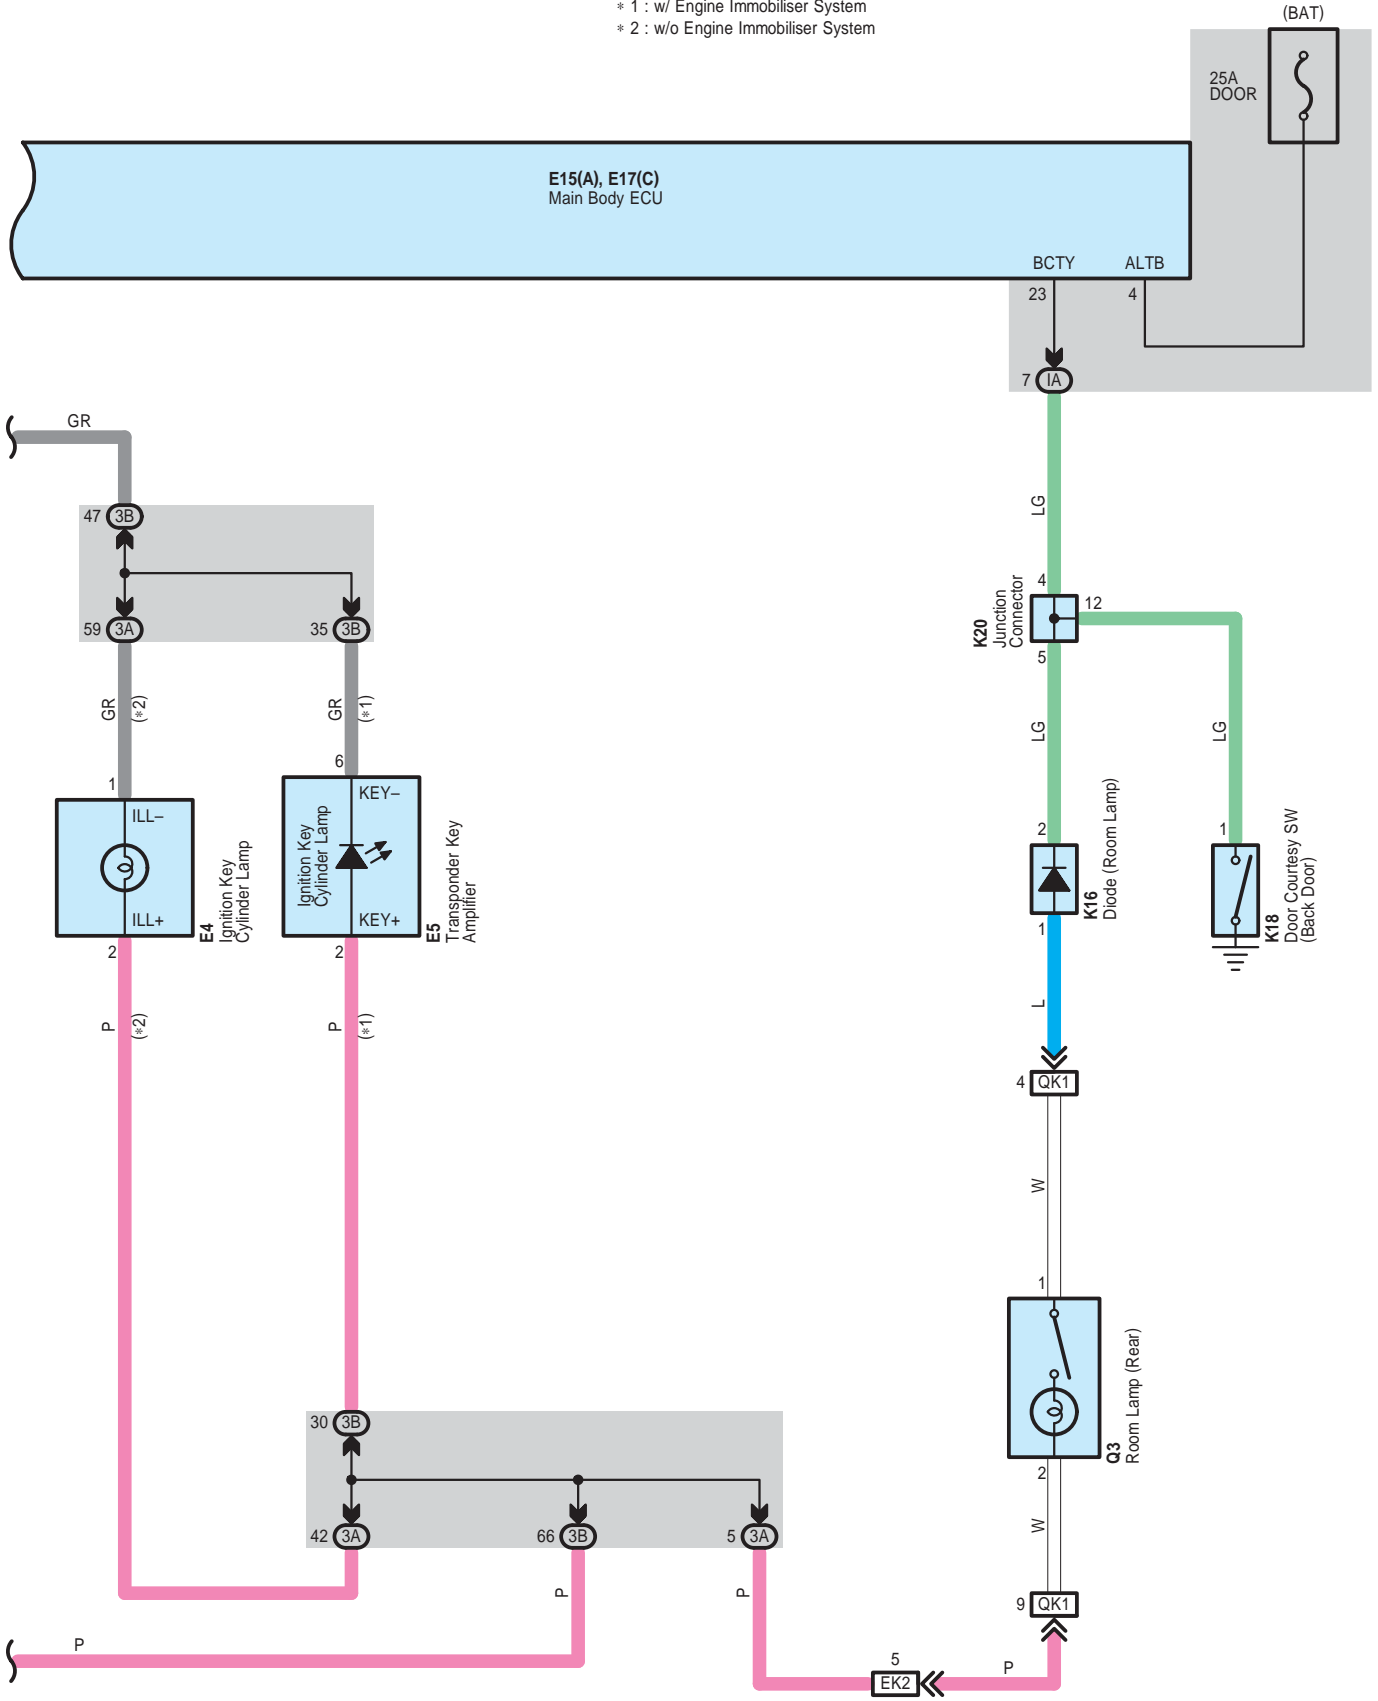 * 1 : w/ Engine Immobiliser System
* 2 : w/o Engine Immobiliser System
(BAT)
25A
DOOR
E15(A), E17(C)
Main Body ECU
BCTY
ALTB
23
4
7
IA
GR
47
3B
59
3A
35
3B
LG
4
K20
Junction
Connector
12
5
GR
(*2)
GR
(*1)
LG
LG
1
6
ILL–
ILL+
E4
Ignition Key
Cylinder Lamp
KEY–
Ignition Key
Cylinder Lamp
KEY+
E5
Transponder Key
Amplifier
2
2
2
K16
Diode (Room Lamp)
1
1
K18
Door Courtesy SW
(Back Door)
P
(*2)
P
(*1)
L
4
QK1
W
1
Q3
Room Lamp (Rear)
2
30
3B
42
3A
66
3B
5
3A
W
P
P
9
QK1
P
5
EK2
P